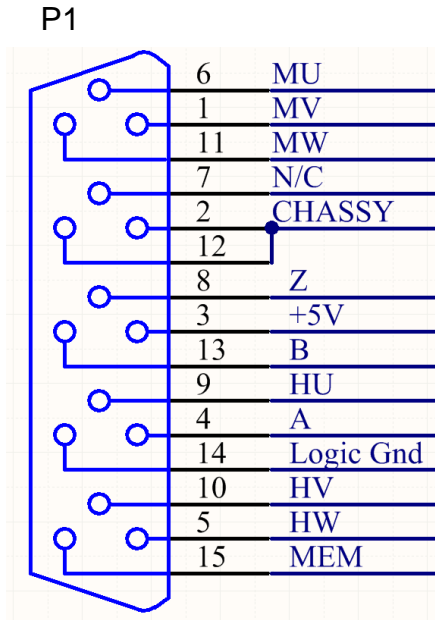 P1
6 MU
1 MV
11 MW
7 N/C
2 CHASSY
12
8 Z
3 +5V
13 B
9 HU
4 A
14 Logic Gnd
10 HV
5 HW
15 MEM